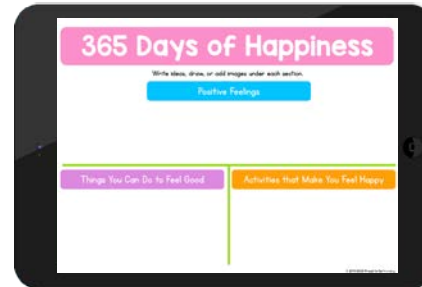 365 Days of Happiness
Write ideas, draw, or add images under each section.
Positive Feelings
Things You Can Do to Feel Good
Activities that Make You Feel Happy